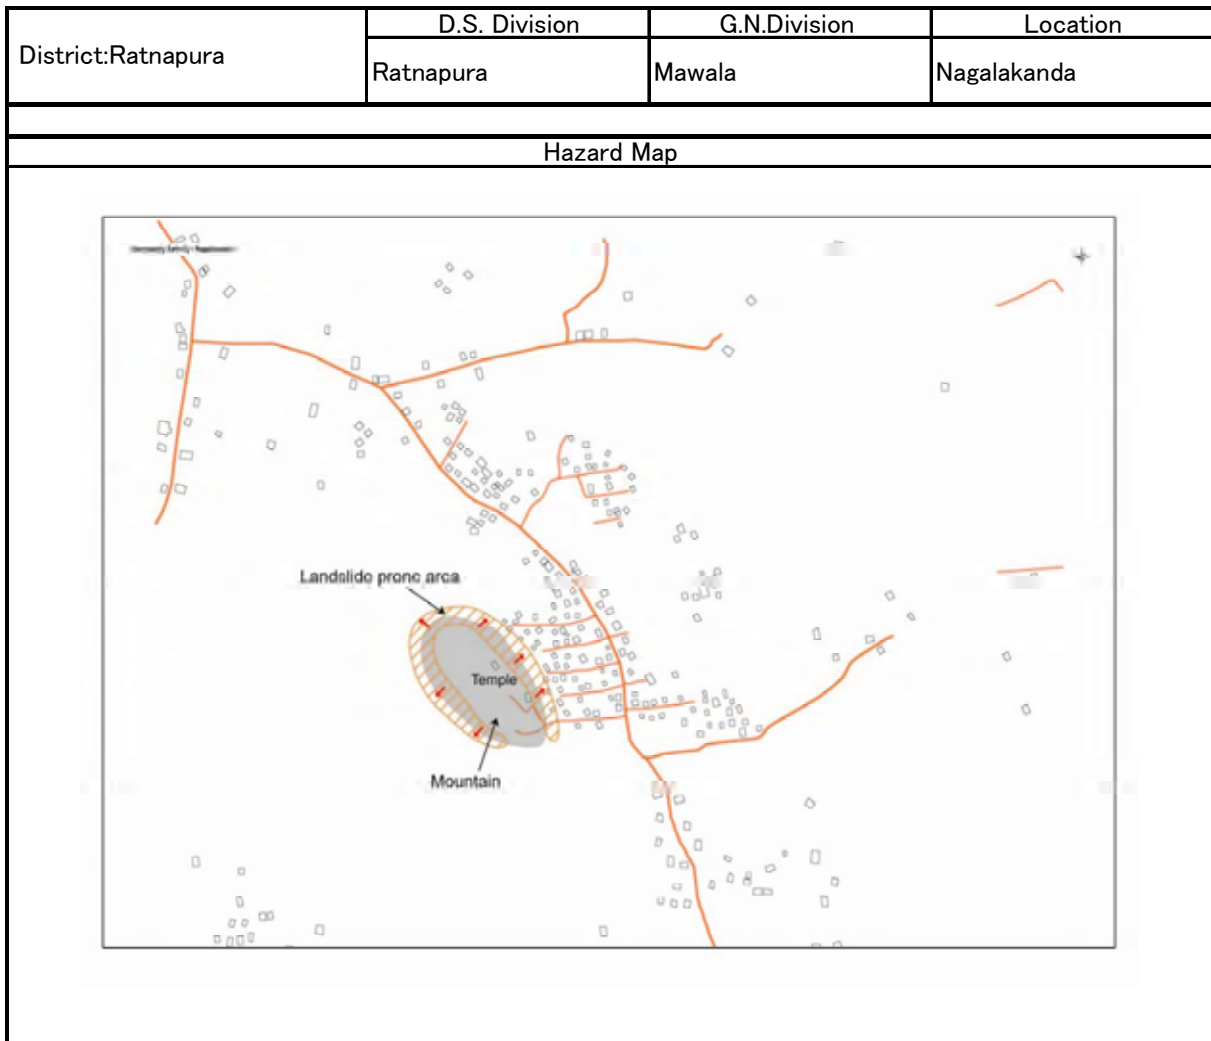 District:Ratnapura
D.S. Division
G.N.Division
Location
Ratnapura
Mawala
Nagalakanda
Hazard Map
Landslide prone area
Temple
Mountain